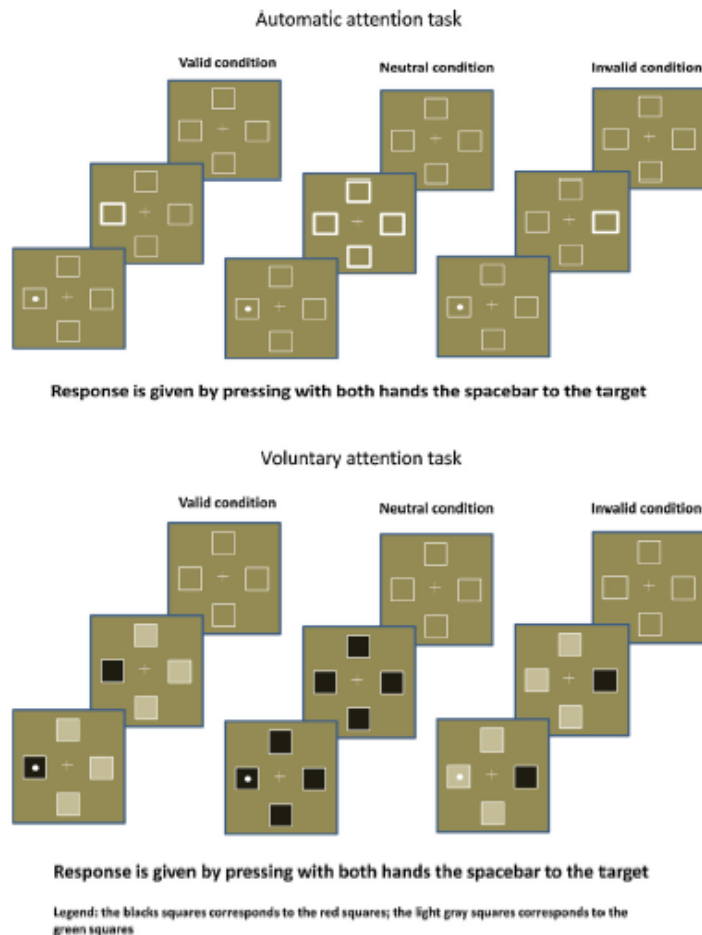 Automatic attention task
Valid condition
Neutral condition
Invalid condition
Response is given by pressing with both hands the spacebar to the target
Voluntary attention task
Valid condition
Neutral condition
Invalid condition
Response is given by pressing with both hands the spacebar to the target
Legend: the blacks squares corresponds to the red squares; the light gray squares corresponds to the
green squares